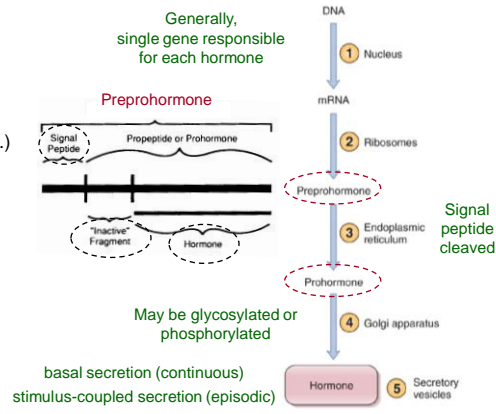 Generally,
single gene responsible
for each hormone
DNA
1 Nucleus
mRNA
Preprohormone
.)
Signal
Peptide
Propeptide or Prohormone
2 Ribosomes
Preprohormone
"Inactive"
Fragment
Hormone
3 Endoplasmic
reticulum
Signal
peptide
cleaved
Prohormone
May be glycosylated or
phosphorylated
4 Golgi apparatus
basal secretion (continuous)
stimulus-coupled secretion (episodic)
Hormone
5 Secretory
vesicles